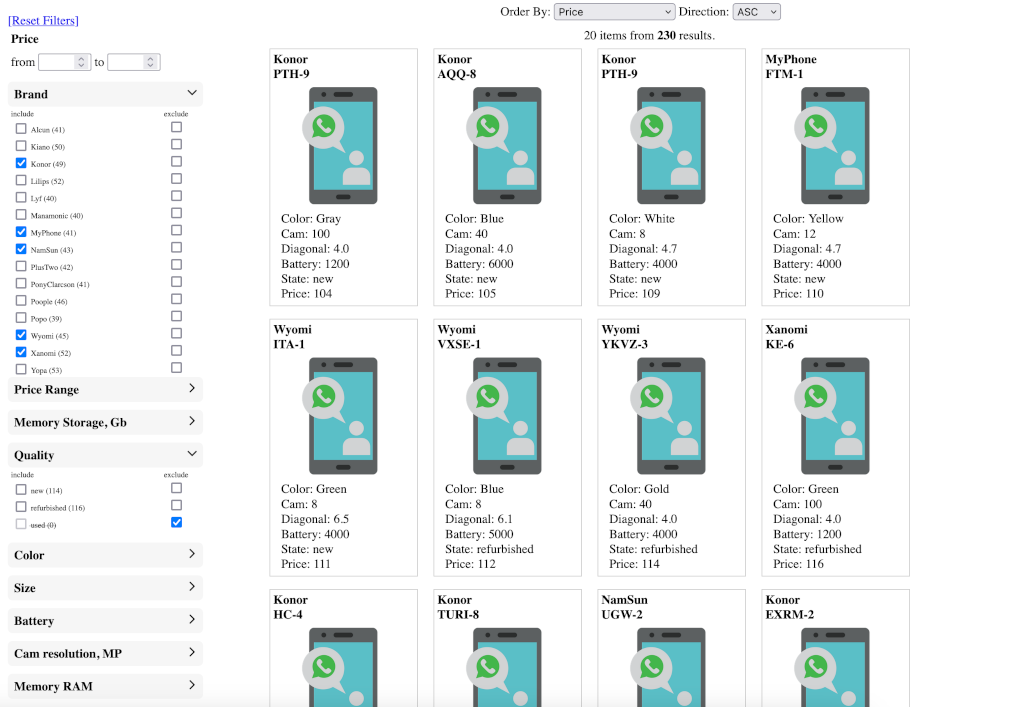 [Reset Filters]
Price
from to
Brand
include exclude
Alcun (41)
Kiano (50)
Konor (49)
Lilips (52)
Lyf (40)
Manamonic (40)
MyPhone (41)
NamSun (43)
PlusTwo (42)
PonyClarcson (41)
Poople (46)
Popo (39)
Wyomi (45)
Xanomi (52)
Yopa (53)
Price Range
Memory Storage, Gb
Quality
include exclude
new (114)
refurbished (116)
used (0)
Color
Size
Battery
Cam resolution, MP
Memory RAM
Order By: Price Direction: ASC
20 items from 230 results.
Konor
PTH-9
Color: Gray
Cam: 100
Diagonal: 4.0
Battery: 1200
State: new
Price: 104
Konor
AQQ-8
Color: Blue
Cam: 40
Diagonal: 4.0
Battery: 6000
State: new
Price: 105
Konor
PTH-9
Color: White
Cam: 8
Diagonal: 4.7
Battery: 4000
State: new
Price: 109
MyPhone
FTM-1
Color: Yellow
Cam: 12
Diagonal: 4.7
Battery: 4000
State: new
Price: 110
Wyomi
ITA-1
Color: Green
Cam: 8
Diagonal: 6.5
Battery: 4000
State: new
Price: 111
Wyomi
VXSE-1
Color: Blue
Cam: 8
Diagonal: 6.1
Battery: 5000
State: refurbished
Price: 112
Wyomi
YKVZ-3
Color: Gold
Cam: 40
Diagonal: 4.0
Battery: 4000
State: refurbished
Price: 114
Xanomi
KE-6
Color: Green
Cam: 100
Diagonal: 4.0
Battery: 1200
State: refurbished
Price: 116
Konor
HC-4
Konor
TURI-8
NamSun
UGW-2
Konor
EXRM-2